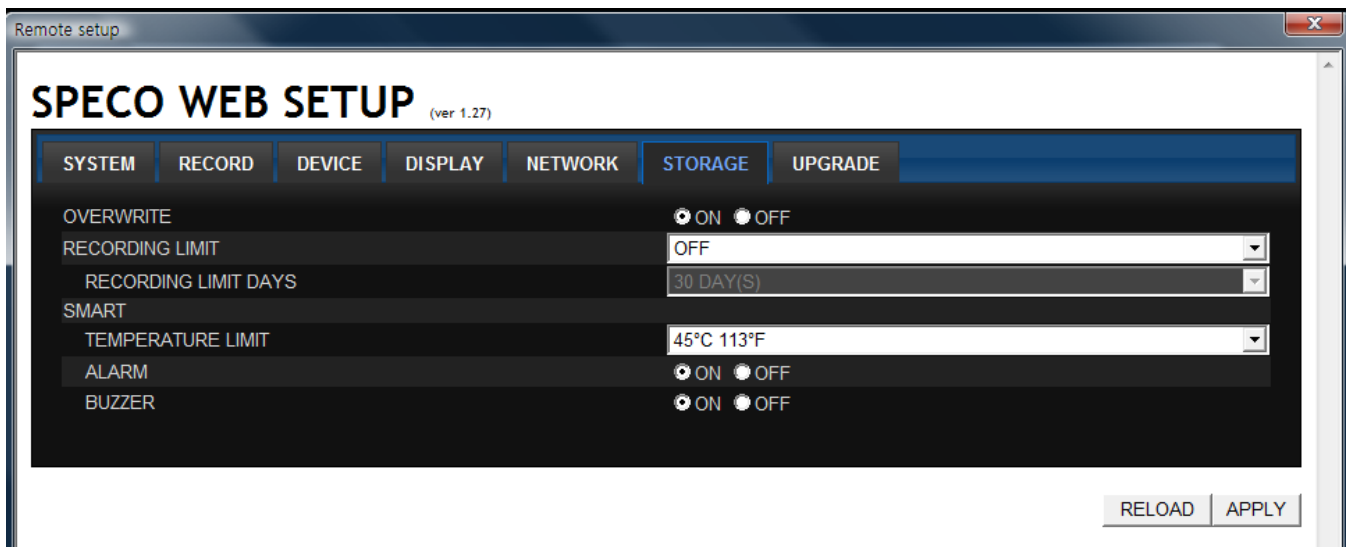 Remote setup
SPECO WEB SETUP (ver 1.27)
SYSTEM RECORD DEVICE DISPLAY NETWORK STORAGE UPGRADE
OVERWRITE ON OFF
RECORDING LIMIT OFF
RECORDING LIMIT DAYS 30 DAY(S)
SMART
TEMPERATURE LIMIT 45°C 113°F
ALARM ON OFF
BUZZER ON OFF
RELOAD APPLY